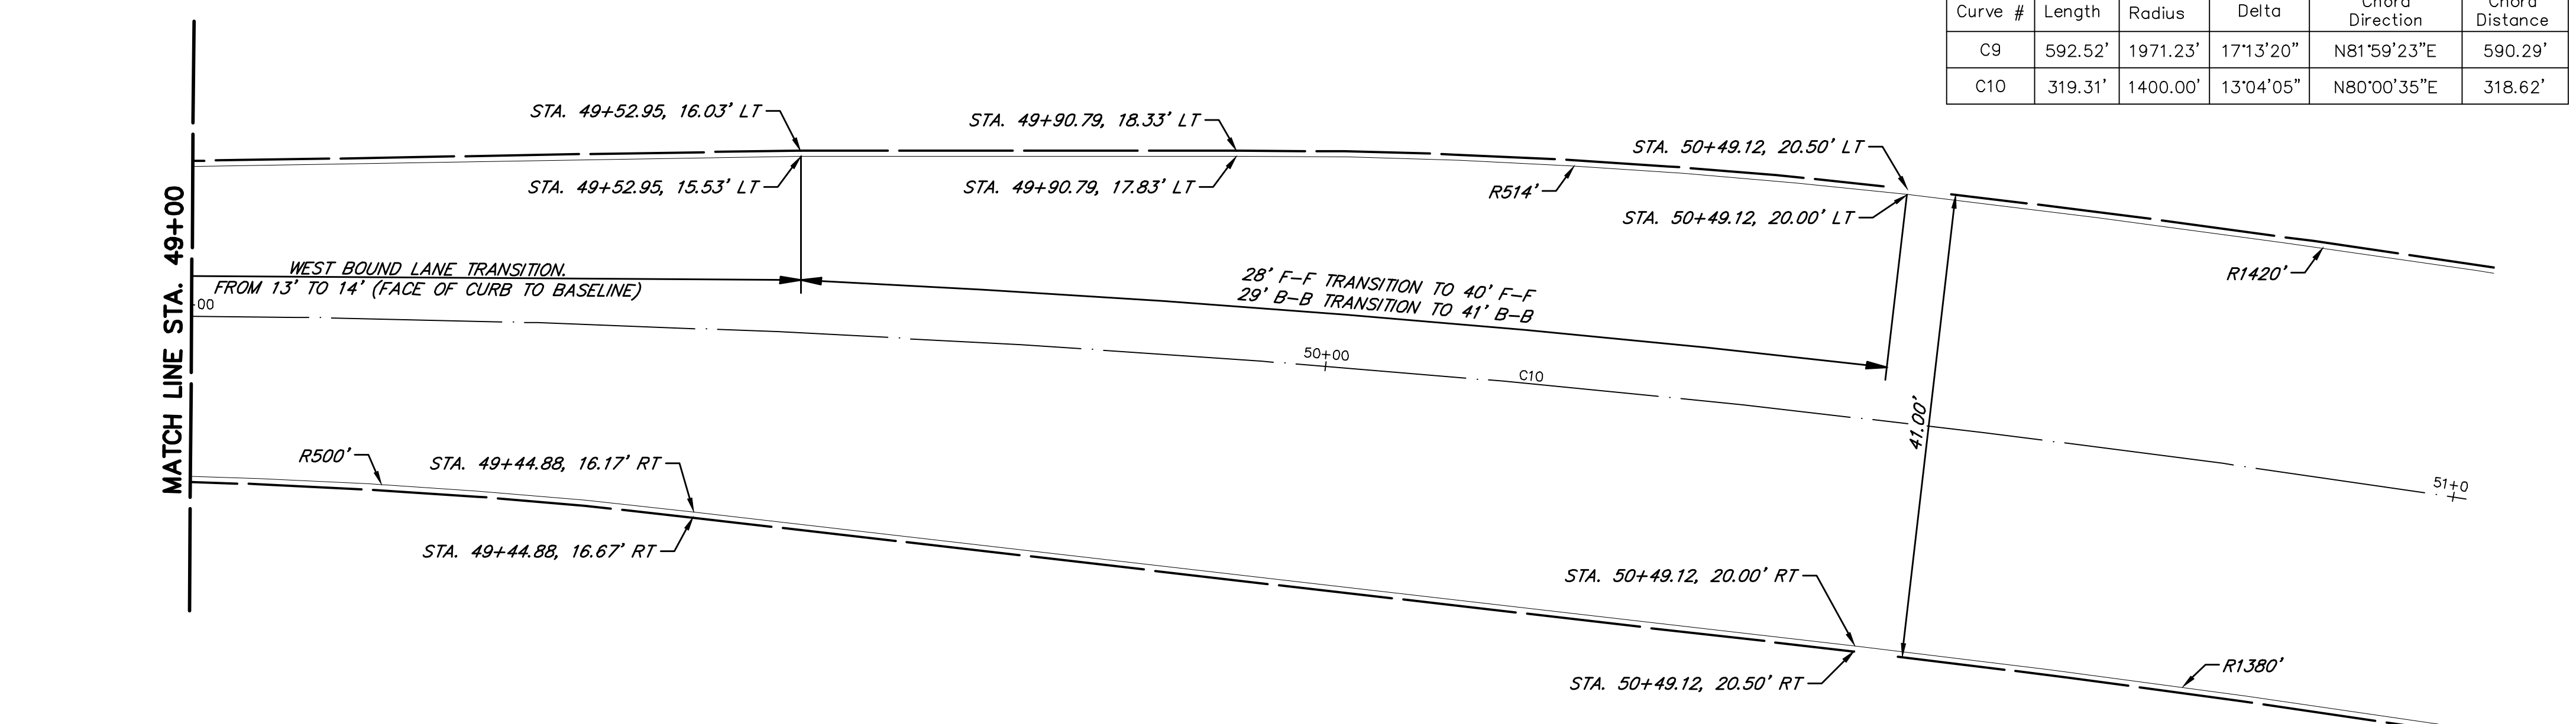 Curve # Length Radius Delta Chord Direction Chord Distance
C9 592.52' 1971.23' 17°13'20" N81°59'23"E 590.29'
C10 319.31' 1400.00' 13°04'05" N80°00'35"E 318.62'
STA. 49+52.95, 16.03' LT
STA. 49+90.79, 18.33' LT
STA. 50+49.12, 20.50' LT
STA. 49+52.95, 15.53' LT
STA. 49+90.79, 17.83' LT
R514'
STA. 50+49.12, 20.00' LT
MATCH LINE STA. 49+00
WEST BOUND LANE TRANSITION.
FROM 13' TO 14' (FACE OF CURB TO BASELINE)
28' F-F TRANSITION TO 40' F-F
29' B-B TRANSITION TO 41' B-B
R1420'
+00
50+00
C10
41.00'
51+0
R500'
STA. 49+44.88, 16.17' RT
STA. 49+44.88, 16.67' RT
STA. 50+49.12, 20.00' RT
STA. 50+49.12, 20.50' RT
R1380'